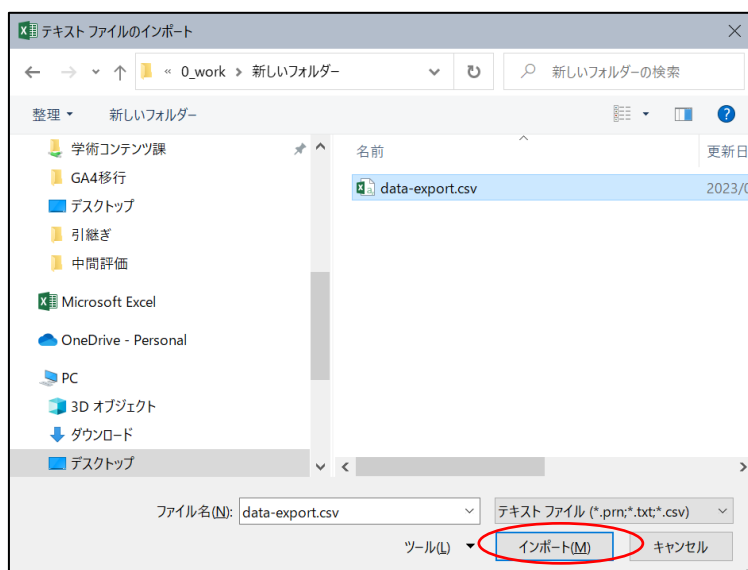 テキスト ファイルのインポート
« 0_work › 新しいフォルダー
新しいフォルダーの検索
整理
新しいフォルダー
学術コンテンツ課
GA4移行
デスクトップ
引継ぎ
中間評価
Microsoft Excel
OneDrive - Personal
PC
3D オブジェクト
ダウンロード
デスクトップ
名前
更新日
data-export.csv
2023/0
ファイル名(N):
data-export.csv
テキスト ファイル (*.prn;*.txt;*.csv)
ツール(L)
インポート(M)
キャンセル